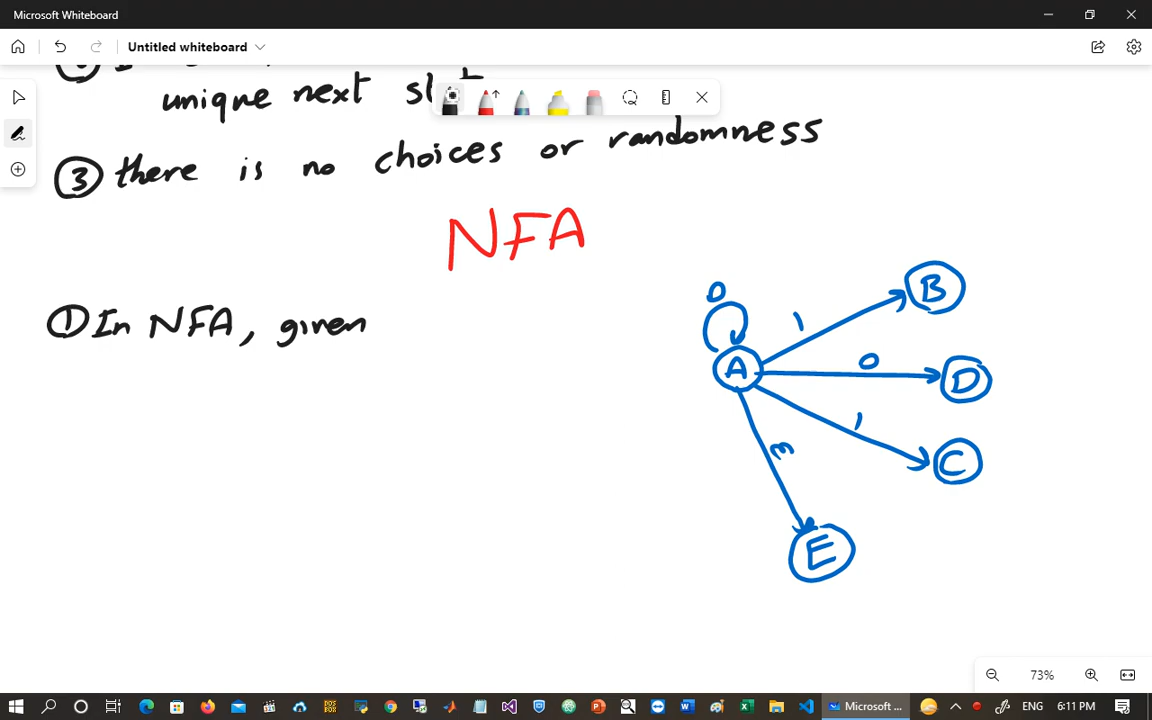 Microsoft Whiteboard
Untitled whiteboard
unique next
③ there is no choices or randomness
NFA
① In NFA, given
0
1
B
A
0
D
1
C
ε
E
73%
Microsoft ...
ENG
6:11 PM